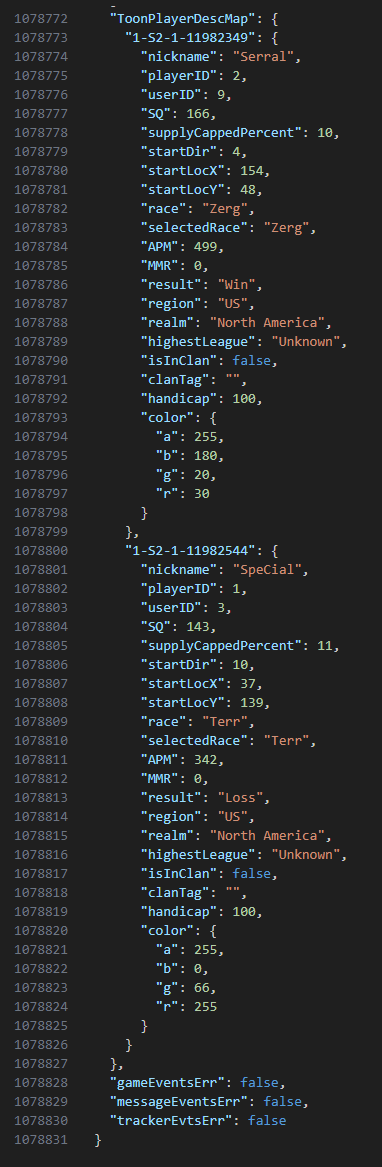 1078772 "ToonPlayerDescMap": {
1078773 "1-S2-1-11982349": {
1078774 "nickname": "Serral",
1078775 "playerID": 2,
1078776 "userID": 9,
1078777 "SQ": 166,
1078778 "supplyCappedPercent": 10,
1078779 "startDir": 4,
1078780 "startLocX": 154,
1078781 "startLocY": 48,
1078782 "race": "Zerg",
1078783 "selectedRace": "Zerg",
1078784 "APM": 499,
1078785 "MMR": 0,
1078786 "result": "Win",
1078787 "region": "US",
1078788 "realm": "North America",
1078789 "highestLeague": "Unknown",
1078790 "isInClan": false,
1078791 "clanTag": "",
1078792 "handicap": 100,
1078793 "color": {
1078794 "a": 255,
1078795 "b": 180,
1078796 "g": 20,
1078797 "r": 30
1078798 }
1078799 },
1078800 "1-S2-1-11982544": {
1078801 "nickname": "SpeCial",
1078802 "playerID": 1,
1078803 "userID": 3,
1078804 "SQ": 143,
1078805 "supplyCappedPercent": 11,
1078806 "startDir": 10,
1078807 "startLocX": 37,
1078808 "startLocY": 139,
1078809 "race": "Terr",
1078810 "selectedRace": "Terr",
1078811 "APM": 342,
1078812 "MMR": 0,
1078813 "result": "Loss",
1078814 "region": "US",
1078815 "realm": "North America",
1078816 "highestLeague": "Unknown",
1078817 "isInClan": false,
1078818 "clanTag": "",
1078819 "handicap": 100,
1078820 "color": {
1078821 "a": 255,
1078822 "b": 0,
1078823 "g": 66,
1078824 "r": 255
1078825 }
1078826 }
1078827 },
1078828 "gameEventsErr": false,
1078829 "messageEventsErr": false,
1078830 "trackerEvtsErr": false
1078831 }